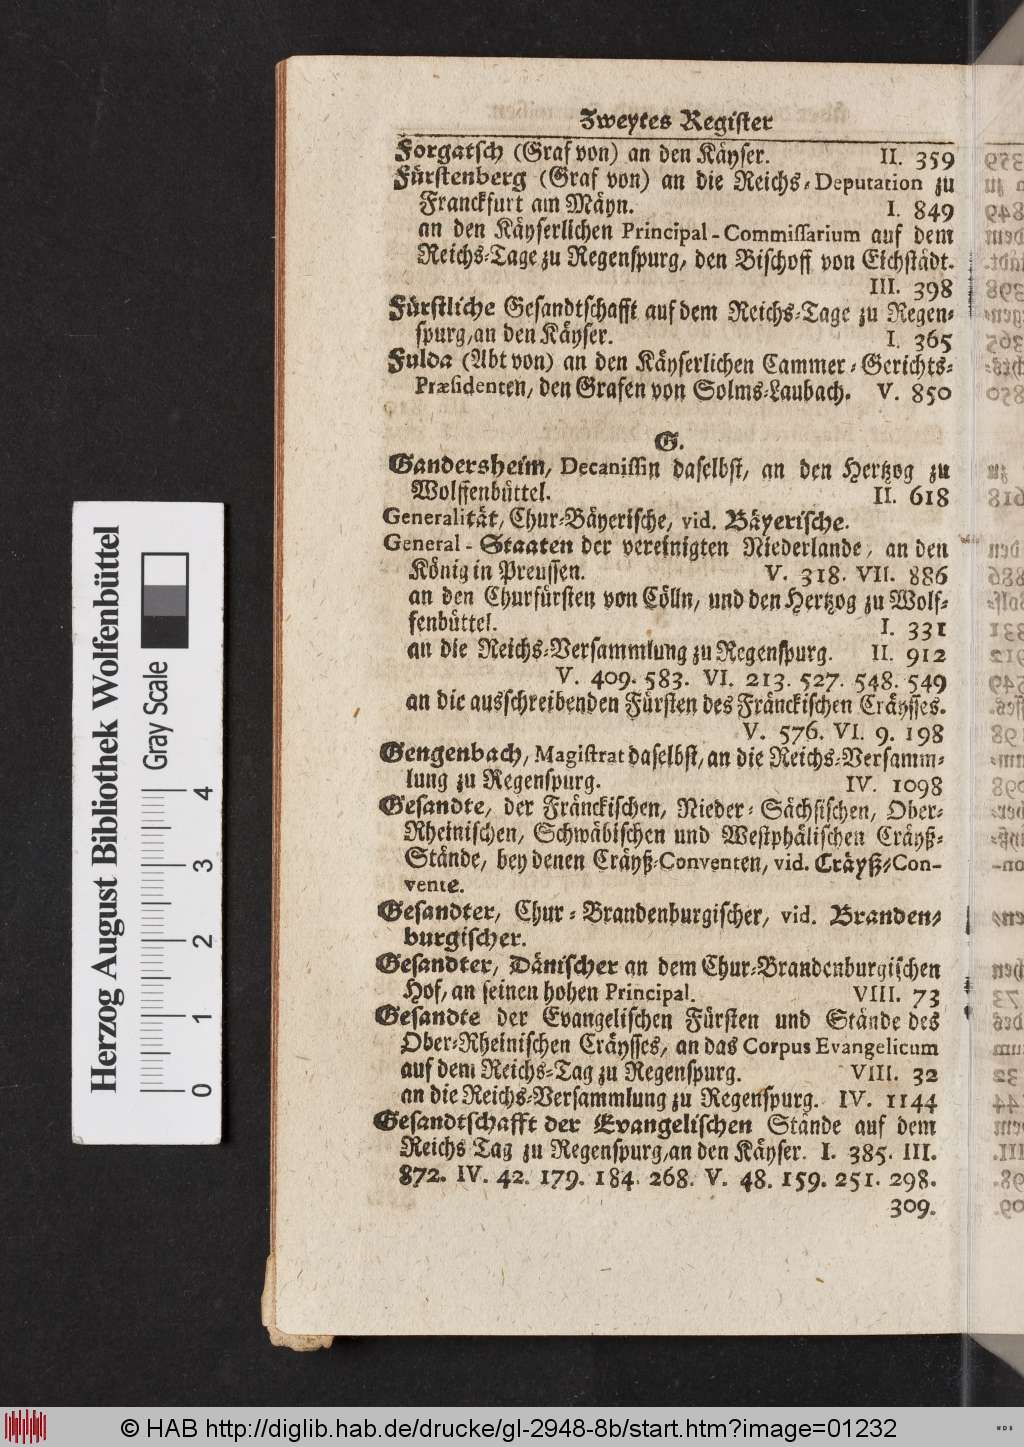 Zweytes Register
Forgatsch (Graf von) an den Käyser. II. 359
Fürstenberg (Graf von) an die Reichs-Deputation zu
Franckfurt am Mäyn. I. 849
an den Käyserlichen Principal-Commissarium auf dem
Reichs-Tage zu Regenspurg, den Bischoff von Eichstädt.
III. 398
Fürstliche Gesandtschafft auf dem Reichs-Tage zu Regen-
spurg, an den Käyser. I. 365
Fulda (Abt von) an den Käyserlichen Cammer-Gerichts-
Præsidenten, den Grafen von Solms-Laubach. V. 850
G.
Gandersheim, Decanissin daselbst, an den Hertzog zu
Wolffenbüttel. II. 618
Generalität, Chur-Bäyerische, vid. Bäyerische.
General-Staaten der vereinigten Niederlande, an den
König in Preussen. V. 318. VII. 886
an den Churfürsten von Cölln, und den Hertzog zu Wolf-
fenbüttel. I. 331
an die Reichs-Versammlung zu Regenspurg. II. 912
V. 409. 583. VI. 213. 527. 548. 549
an die ausschreibenden Fürsten des Fränckischen Cräysses.
V. 576. VI. 9. 198
Gengenbach, Magistrat daselbst, an die Reichs-Versamm-
lung zu Regenspurg. IV. 1098
Gesandte, der Fränckischen, Nieder-Sächsischen, Ober-
Rheinischen, Schwäbischen und Westphälischen Cräyß-
Stände, bey denen Cräyß-Conventen, vid. Cräyß-Con-
vente.
Gesandter, Chur-Brandenburgischer, vid. Branden-
burgischer.
Gesandter, Dänischer an dem Chur-Brandenburgischen
Hof, an seinen hohen Principal. VIII. 73
Gesandte der Evangelischen Fürsten und Stände des
Ober-Rheinischen Cräysses, an das Corpus Evangelicum
auf dem Reichs-Tag zu Regenspurg. VIII. 32
an die Reichs-Versammlung zu Regenspurg. IV. 1144
Gesandtschafft der Evangelischen Stände auf dem
Reichs Tag zu Regenspurg, an den Käyser. I. 385. III.
872. IV. 42. 179. 184. 268. V. 48. 159. 251. 298.
309.
Herzog August Bibliothek Wolfenbüttel
Gray Scale
0 1 2 3 4
© HAB http://diglib.hab.de/drucke/gl-2948-8b/start.htm?image=01232